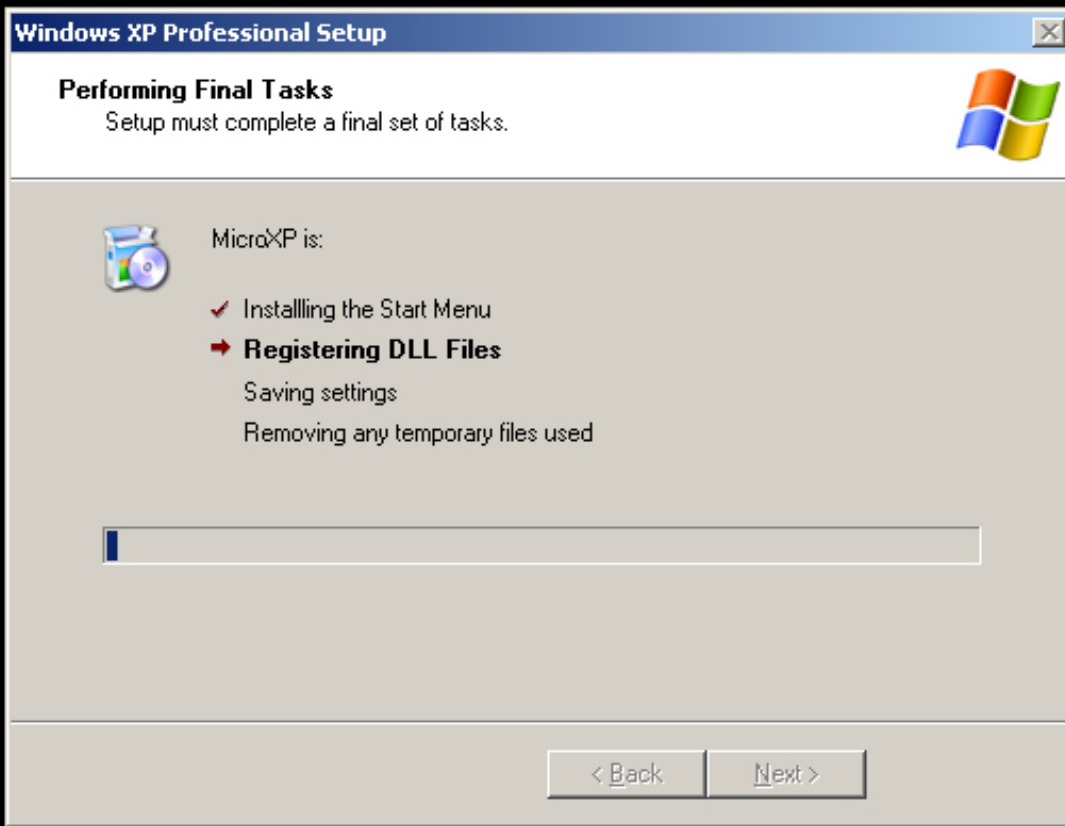 Windows XP Professional Setup
Performing Final Tasks
Setup must complete a final set of tasks.
MicroXP is:
Installling the Start Menu
Registering DLL Files
Saving settings
Removing any temporary files used
< Back
Next >